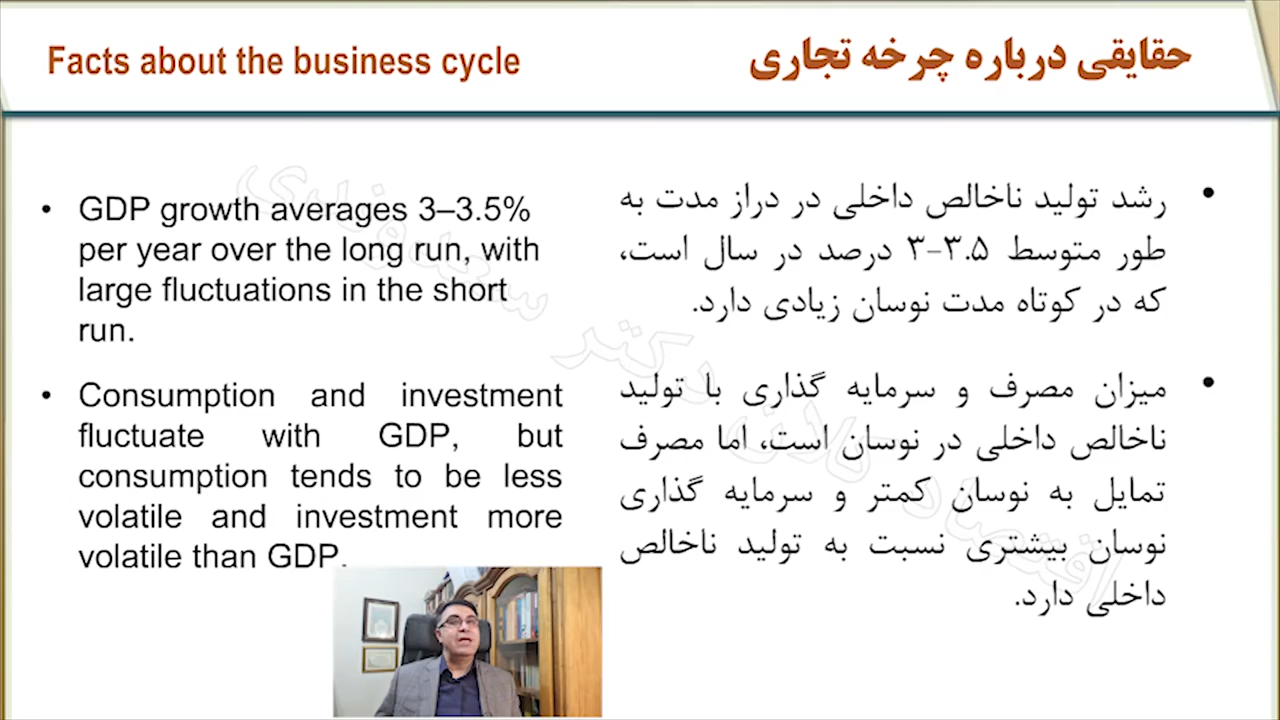 Facts about the business cycle
حقایقی درباره چرخه تجاری
• GDP growth averages 3–3.5%
per year over the long run, with
large fluctuations in the short
run.
• Consumption and investment
fluctuate with GDP, but
consumption tends to be less
volatile and investment more
volatile than GDP.
• رشد تولید ناخالص داخلی در دراز مدت به
طور متوسط ۳-۳.۵ درصد در سال است،
که در کوتاه مدت نوسان زیادی دارد.
• میزان مصرف و سرمایه گذاری با تولید
ناخالص داخلی در نوسان است، اما مصرف
تمایل به نوسان کمتر و سرمایه گذاری
نوسان بیشتری نسبت به تولید ناخالص
داخلی دارد.
اقتصاد کلان دکتر سعدوندی